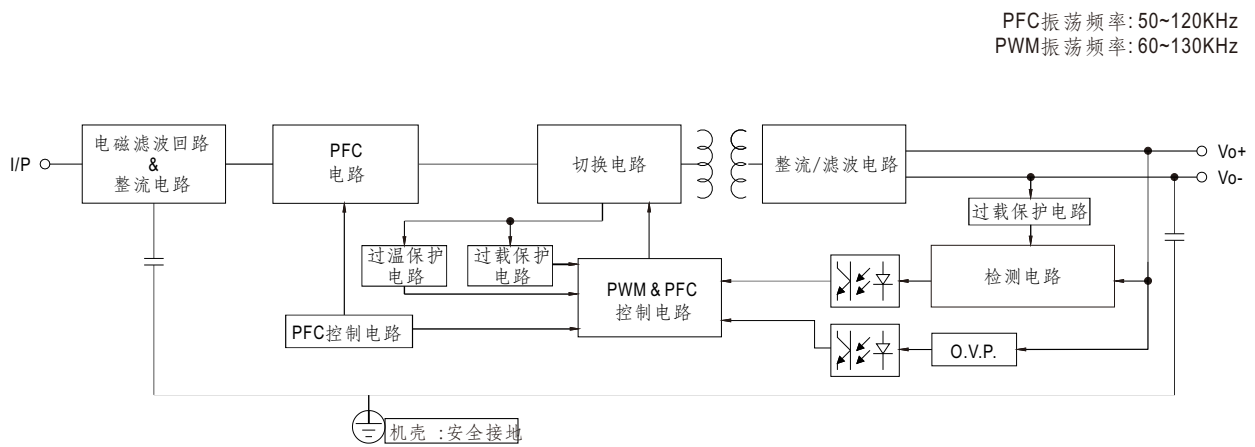 PFC振荡频率: 50~120KHz
PWM振荡频率: 60~130KHz
I/P
电磁滤波回路
&
整流电路
PFC
电路
切换电路
整流/滤波电路
Vo+
Vo-
过载保护电路
过温保护
电路
过载保护
电路
PWM & PFC
控制电路
检测电路
PFC控制电路
O.V.P.
机壳 :安全接地